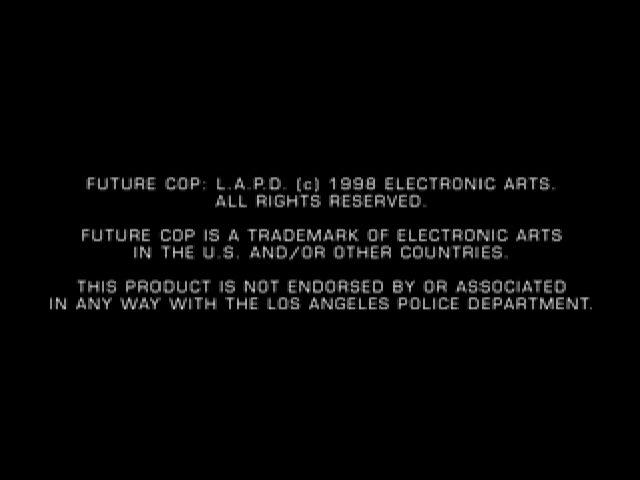 FUTURE COP: L.A.P.D. (c) 1998 ELECTRONIC ARTS.
ALL RIGHTS RESERVED.
FUTURE COP IS A TRADEMARK OF ELECTRONIC ARTS
IN THE U.S. AND/OR OTHER COUNTRIES.
THIS PRODUCT IS NOT ENDORSED BY OR ASSOCIATED
IN ANY WAY WITH THE LOS ANGELES POLICE DEPARTMENT.